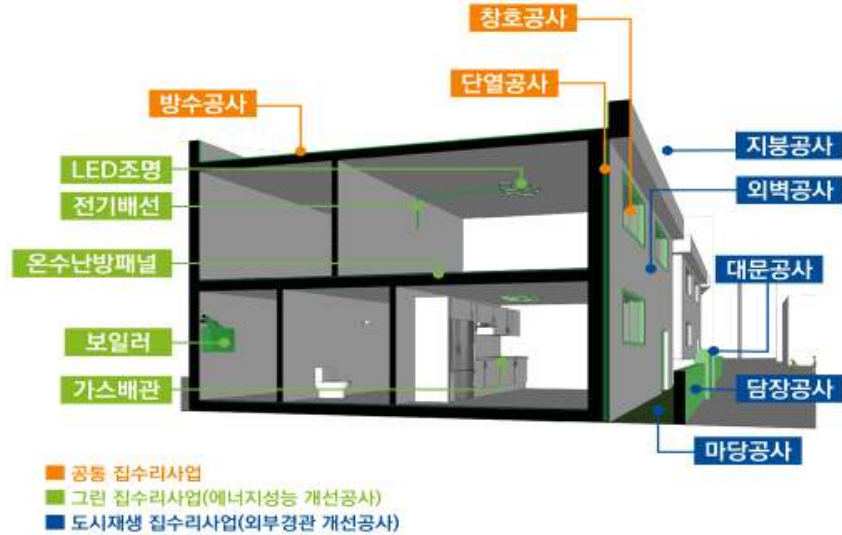 창호공사
단열공사
방수공사
지붕공사
LED조명
외벽공사
전기배선
온수난방패널
대문공사
보일러
가스배관
담장공사
마당공사
공통 집수리사업
그린 집수리사업(에너지성능 개선공사)
도시재생 집수리사업(외부경관 개선공사)